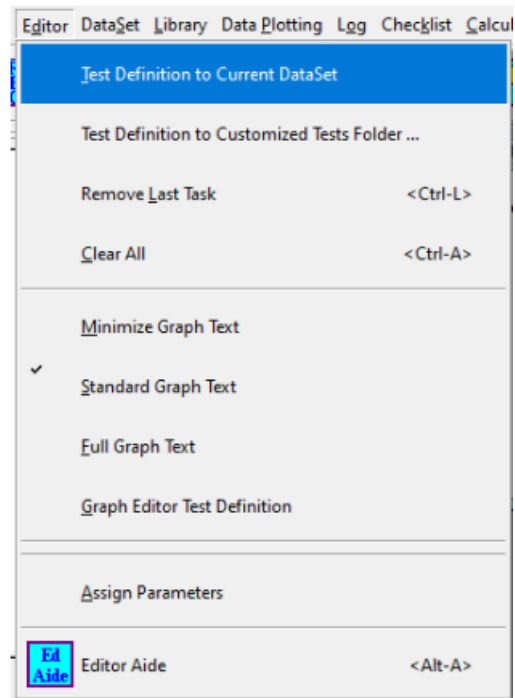 Editor DataSet Library Data Plotting Log Checklist Calcul
Test Definition to Current DataSet
Test Definition to Customized Tests Folder ...
Remove Last Task <Ctrl-L>
Clear All <Ctrl-A>
Minimize Graph Text
Standard Graph Text
Full Graph Text
Graph Editor Test Definition
Assign Parameters
Ed
Aide
Editor Aide <Alt-A>